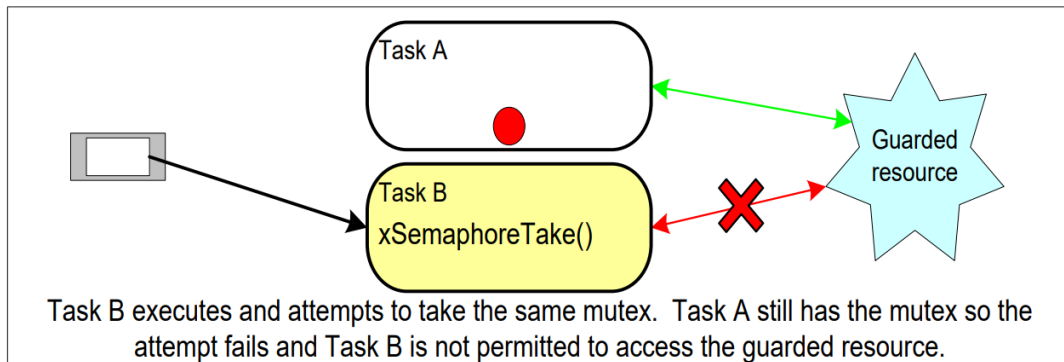 Task A
Guarded
resource
Task B
xSemaphoreTake()
Task B executes and attempts to take the same mutex.  Task A still has the mutex so the
attempt fails and Task B is not permitted to access the guarded resource.